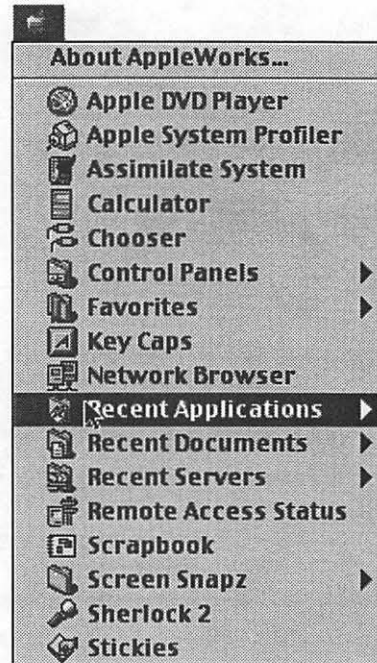 About AppleWorks...
Apple DVD Player
Apple System Profiler
Assimilate System
Calculator
Chooser
Control Panels
Favorites
Key Caps
Network Browser
Recent Applications
Recent Documents
Recent Servers
Remote Access Status
Scrapbook
Screen Snapz
Sherlock 2
Stickies